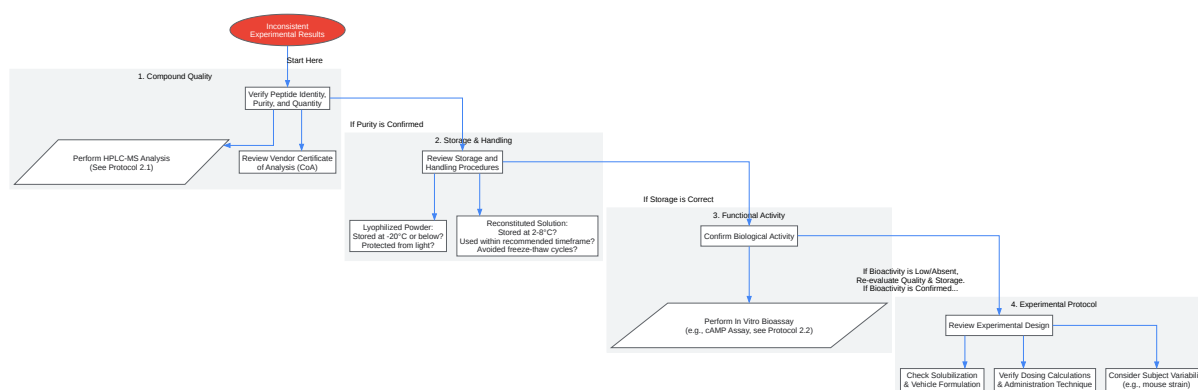 Inconsistent
Experimental Results
Start Here
1. Compound Quality
Verify Peptide Identity,
Purity, and Quantity
Perform HPLC-MS Analysis
(See Protocol 2.1)
Review Vendor Certificate
of Analysis (CoA)
If Purity is Confirmed
2. Storage & Handling
Review Storage and
Handling Procedures
Lyophilized Powder:
Stored at -20°C or below?
Protected from light?
Reconstituted Solution:
Stored at 2-8°C?
Used within recommended timeframe?
Avoided freeze-thaw cycles?
If Storage is Correct
3. Functional Activity
Confirm Biological Activity
Perform In Vitro Bioassay
(e.g., cAMP Assay, see Protocol 2.2)
If Bioactivity is Low/Absent,
Re-evaluate Quality & Storage.
If Bioactivity is Confirmed...
4. Experimental Protocol
Review Experimental Design
Check Solubilization
& Vehicle Formulation
Verify Dosing Calculations
& Administration Technique
Consider Subject Variabili
(e.g., mouse strain)